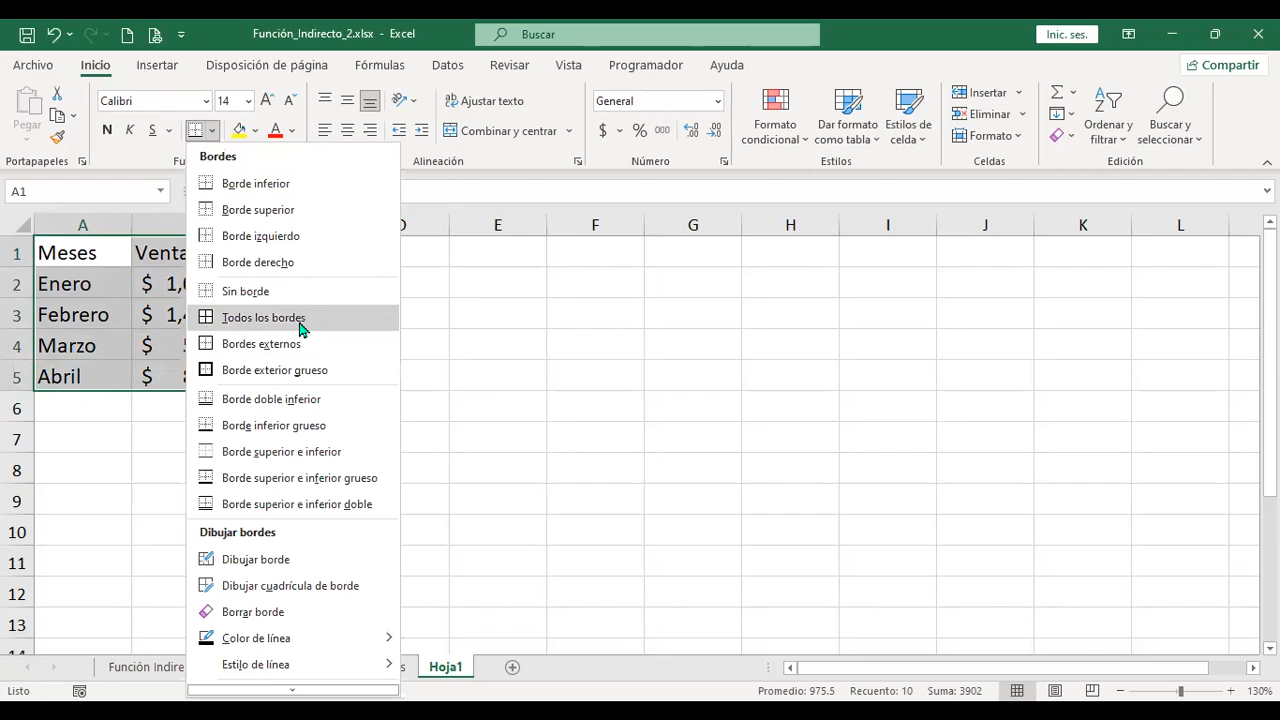 Función_Indirecto_2.xlsx - Excel
Buscar
Inic. ses.
Archivo Inicio Insertar Disposición de página Fórmulas Datos Revisar Vista Programador Ayuda Compartir
Pegar
Calibri 14
N K S
Ajustar texto
Combinar y centrar
General
$ % 000
Formato condicional
Dar formato como tabla
Estilos de celda
Insertar
Eliminar
Formato
Ordenar y filtrar
Buscar y seleccionar
Portapapeles
Alineación
Número
Estilos
Celdas
Edición
A1
Bordes
Borde inferior
Borde superior
Borde izquierdo
Borde derecho
Sin borde
Todos los bordes
Bordes externos
Borde exterior grueso
Borde doble inferior
Borde inferior grueso
Borde superior e inferior
Borde superior e inferior grueso
Borde superior e inferior doble
Dibujar bordes
Dibujar borde
Dibujar cuadrícula de borde
Borrar borde
Color de línea
Estilo de línea
A E F G H I J K L
1 Meses
2 Enero $
3 Febrero $
4 Marzo $
5 Abril $
6
7
8
9
10
11
12
13
Función Hoja1
Listo
Promedio: 975.5 Recuento: 10 Suma: 3902
130%